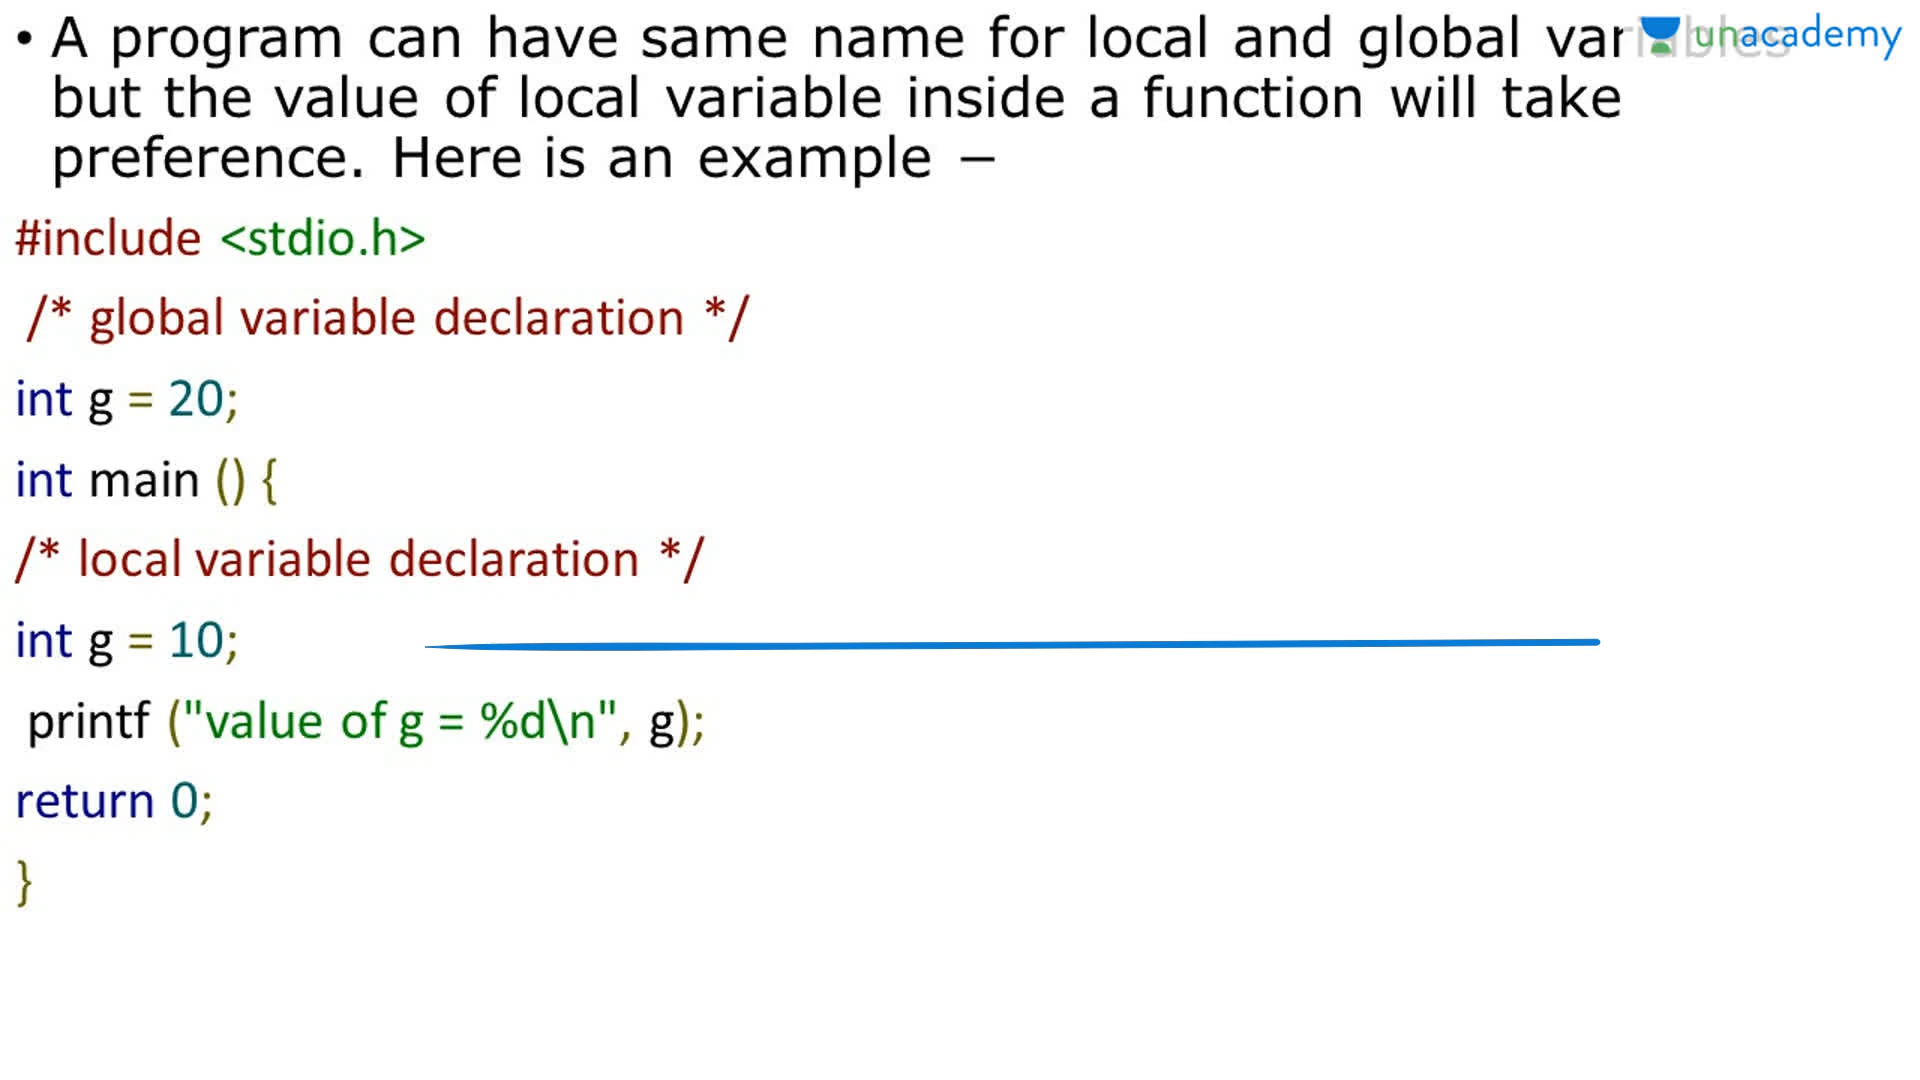 • A program can have same name for local and global variables
unacademy
but the value of local variable inside a function will take
preference. Here is an example –
#include <stdio.h>
/* global variable declaration */
int g = 20;
int main () {
/* local variable declaration */
int g = 10;
printf ("value of g = %d\n", g);
return 0;
}